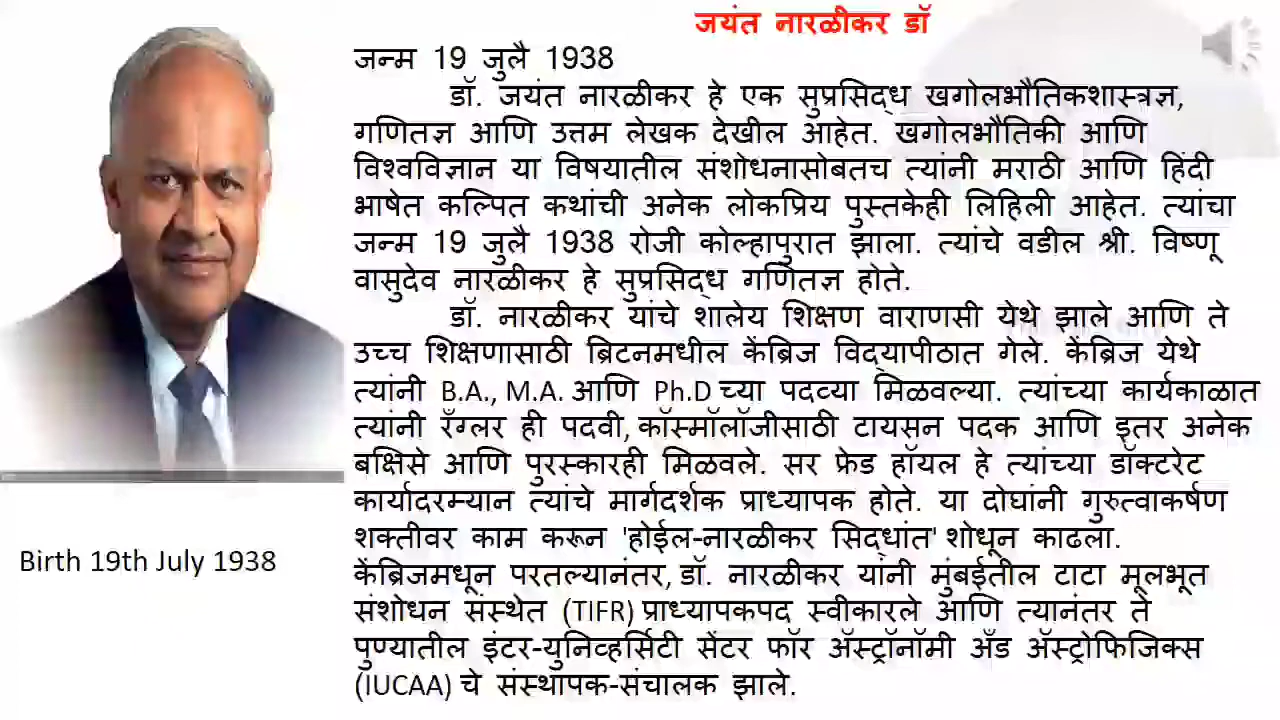 जयंत नारळीकर डॉ
जन्म 19 जुलै 1938
डॉ. जयंत नारळीकर हे एक सुप्रसिद्ध खगोलभौतिकशास्त्रज्ञ,
गणितज्ञ आणि उत्तम लेखक देखील आहेत. खगोलभौतिकी आणि
विश्वविज्ञान या विषयातील संशोधनासोबतच त्यांनी मराठी आणि हिंदी
भाषेत कल्पित कथांची अनेक लोकप्रिय पुस्तकेही लिहिली आहेत. त्यांचा
जन्म 19 जुलै 1938 रोजी कोल्हापुरात झाला. त्यांचे वडील श्री. विष्णू
वासुदेव नारळीकर हे सुप्रसिद्ध गणितज्ञ होते.
डॉ. नारळीकर यांचे शालेय शिक्षण वाराणसी येथे झाले आणि ते
उच्च शिक्षणासाठी ब्रिटनमधील केंब्रिज विद्यापीठात गेले. केंब्रिज येथे
त्यांनी B.A., M.A. आणि Ph.D च्या पदव्या मिळवल्या. त्यांच्या कार्यकाळात
त्यांनी रँग्लर ही पदवी, कॉस्मॉलॉजीसाठी टायसन पदक आणि इतर अनेक
बक्षिसे आणि पुरस्कारही मिळवले. सर फ्रेड हॉयल हे त्यांच्या डॉक्टरेट
कार्यादरम्यान त्यांचे मार्गदर्शक प्राध्यापक होते. या दोघांनी गुरुत्वाकर्षण
शक्तीवर काम करून 'होईल-नारळीकर सिद्धांत' शोधून काढला.
केंब्रिजमधून परतल्यानंतर, डॉ. नारळीकर यांनी मुंबईतील टाटा मूलभूत
संशोधन संस्थेत (TIFR) प्राध्यापकपद स्वीकारले आणि त्यानंतर ते
पुण्यातील इंटर-युनिव्हर्सिटी सेंटर फॉर ॲस्ट्रॉनॉमी अँड ॲस्ट्रोफिजिक्स
(IUCAA) चे संस्थापक-संचालक झाले.
Birth 19th July 1938